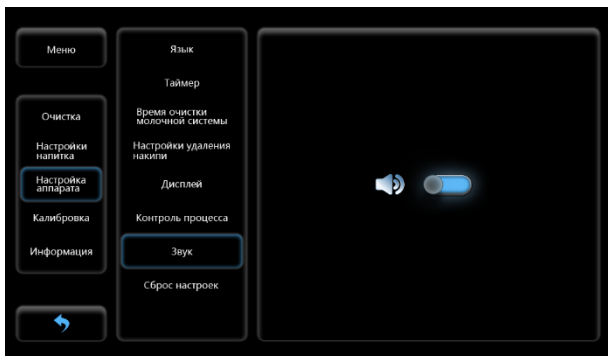 Меню
Очистка
Настройки
напитка
Настройка
аппарата
Калибровка
Информация
Язык
Таймер
Время очистки
молочной системы
Настройки удаления
накипи
Дисплей
Контроль процесса
Звук
Сброс настроек